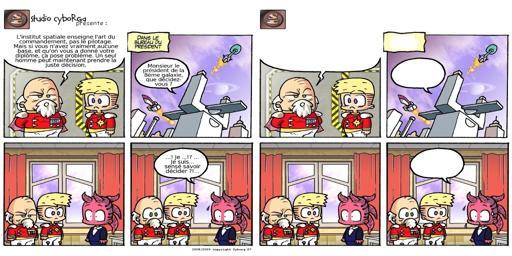 studio cyborga
présente :
L'institut spatiale enseigne l'art du
commandement, pas le pilotage.
Mais si vous n'avez vraiment aucune
base, et qu'on vous a donné votre
diplôme, ça pose problème. Un seul
homme peut maintenant prendre la
juste décision.
DANS LE
BUREAU DU
PRESIDENT
Monsieur le
président de la
8ème galaxie,
que décidez-
vous !
...! Je ...!? ...
Je suis...
sensé savoir
décider ?!...